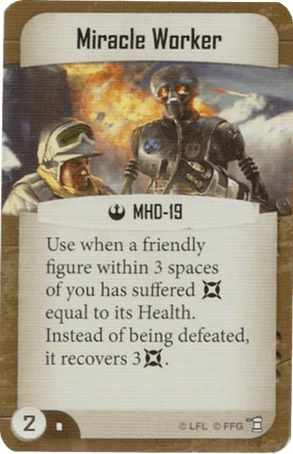 Miracle Worker
MHD-19
Use when a friendly
figure within 3 spaces
of you has suffered
equal to its Health.
Instead of being defeated,
it recovers 3.
2
© LFL © FFG